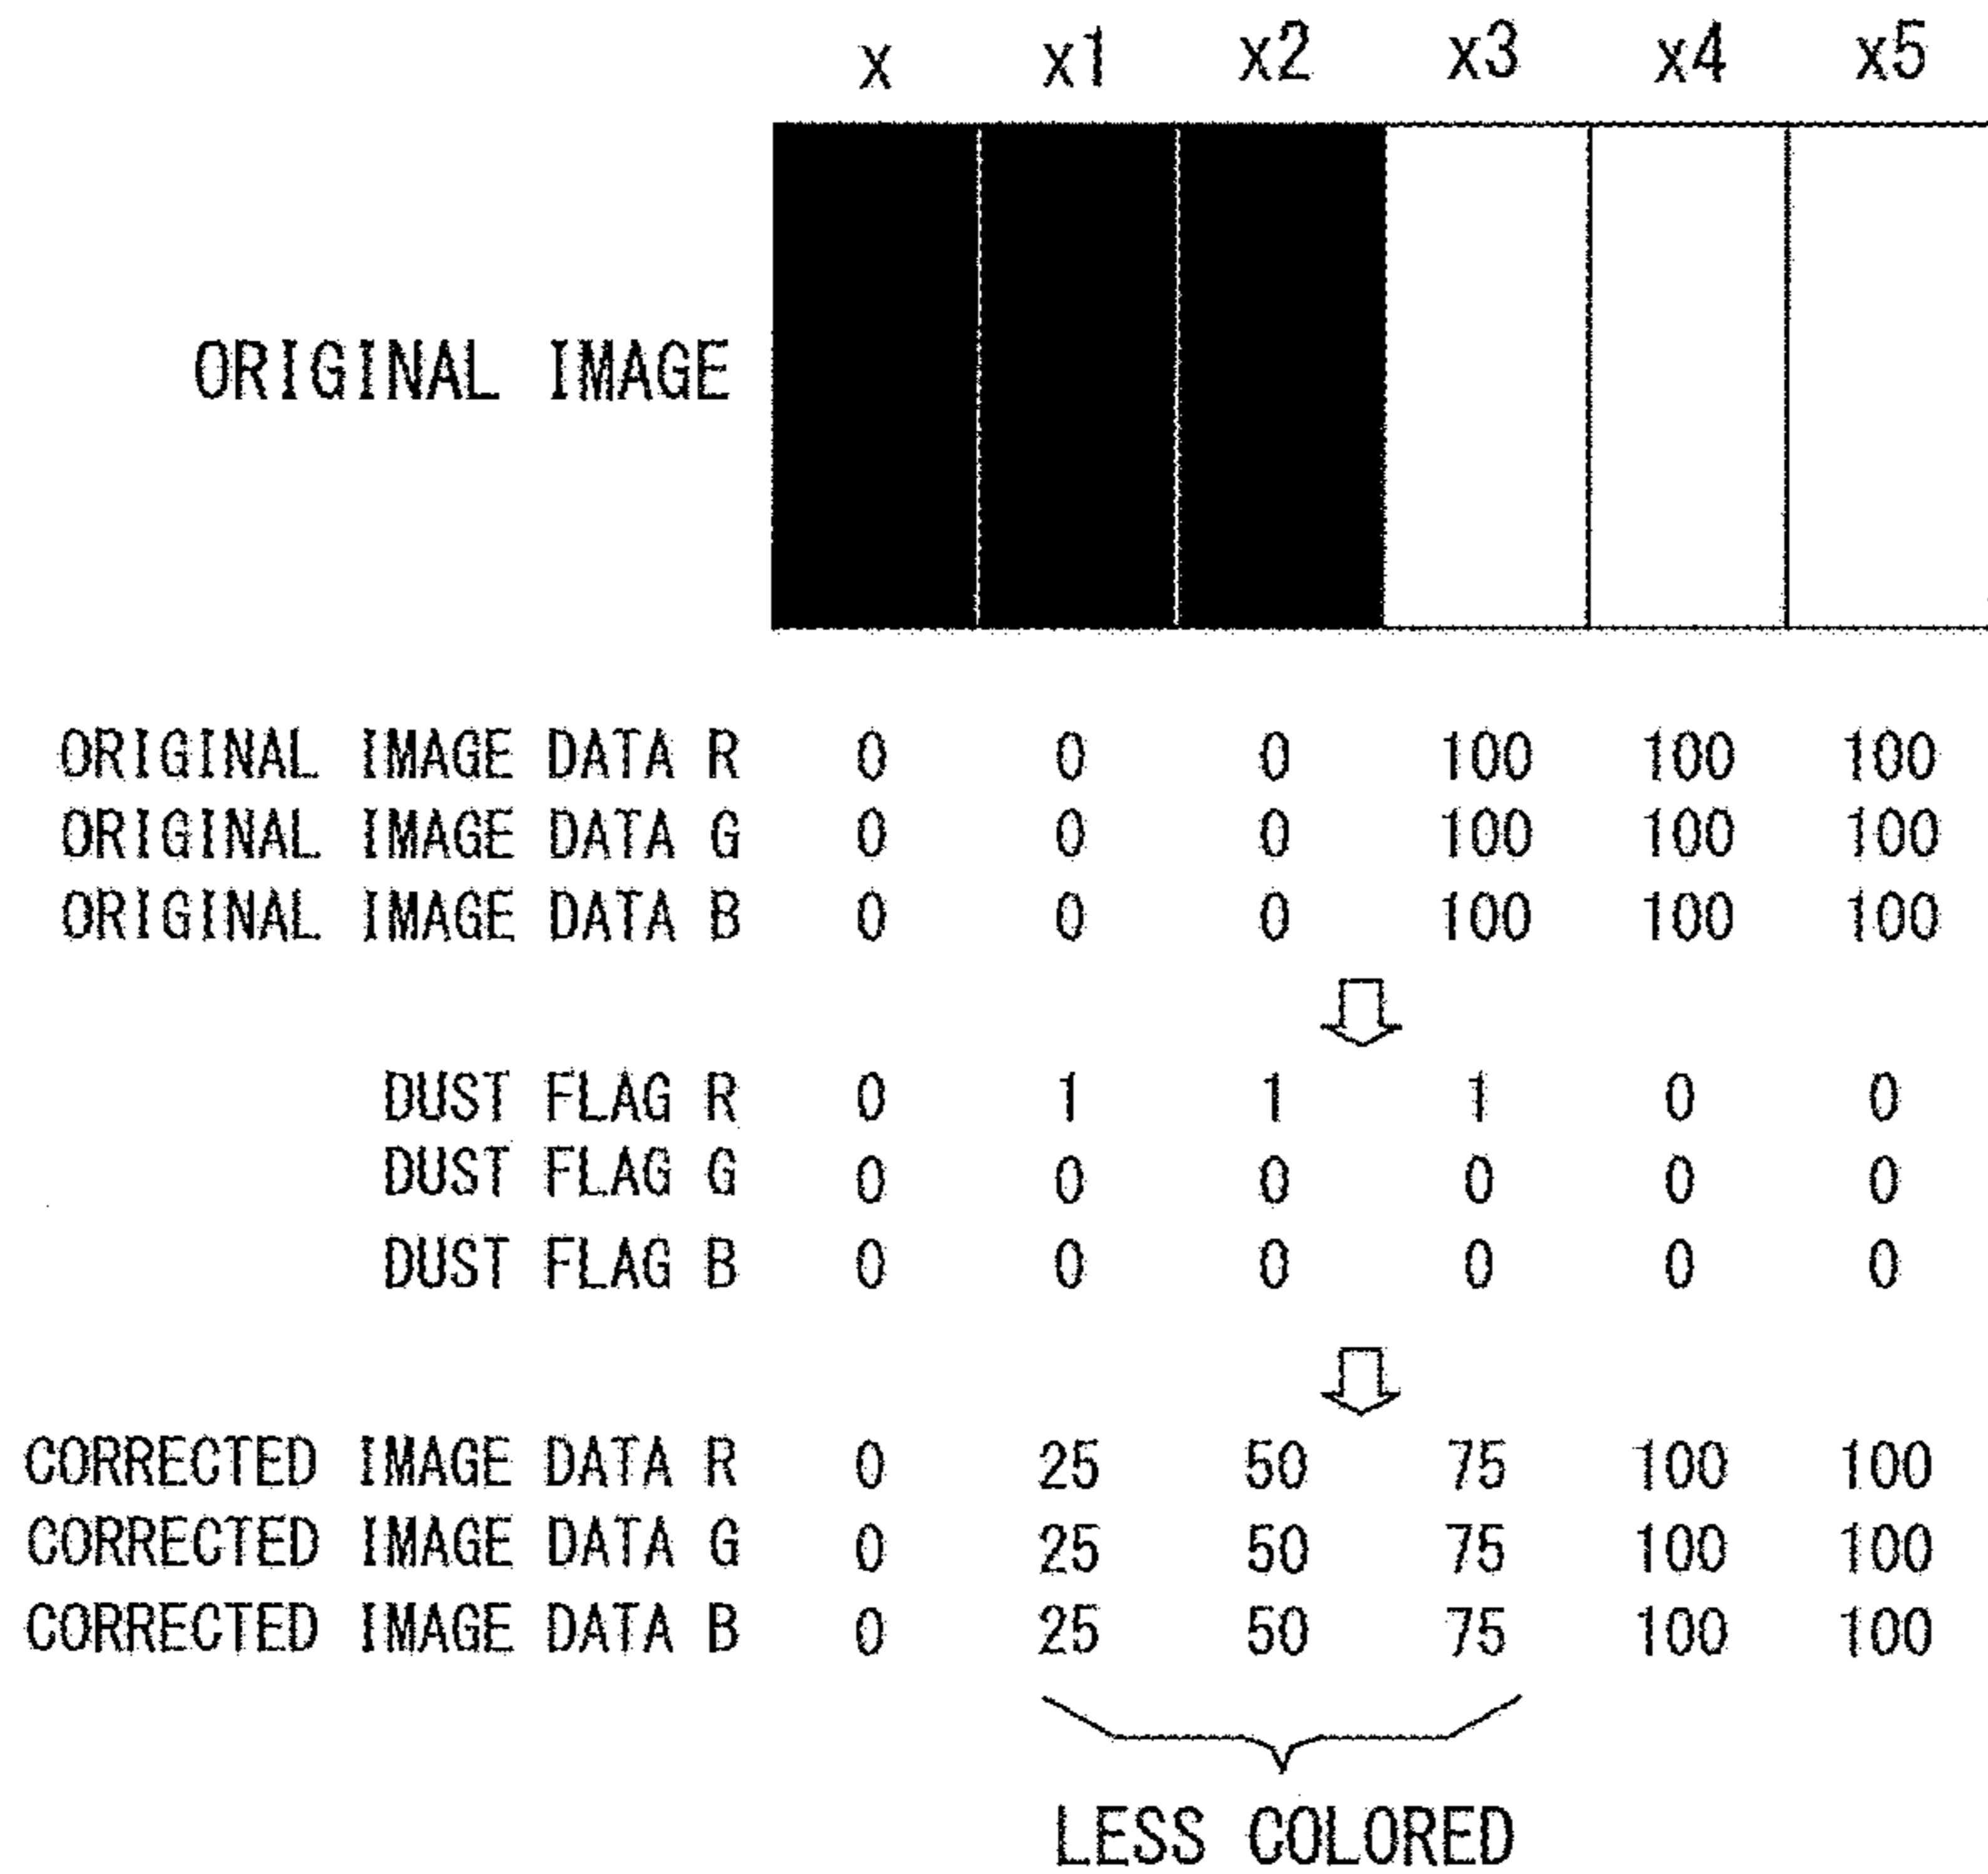 x x1 x2 x3 x4 x5
ORIGINAL IMAGE
ORIGINAL IMAGE DATA R 0 0 0 100 100 100
ORIGINAL IMAGE DATA G 0 0 0 100 100 100
ORIGINAL IMAGE DATA B 0 0 0 100 100 100
DUST FLAG R 0 1 1 1 0 0
DUST FLAG G 0 0 0 0 0 0
DUST FLAG B 0 0 0 0 0 0
CORRECTED IMAGE DATA R 0 25 50 75 100 100
CORRECTED IMAGE DATA G 0 25 50 75 100 100
CORRECTED IMAGE DATA B 0 25 50 75 100 100
LESS COLORED